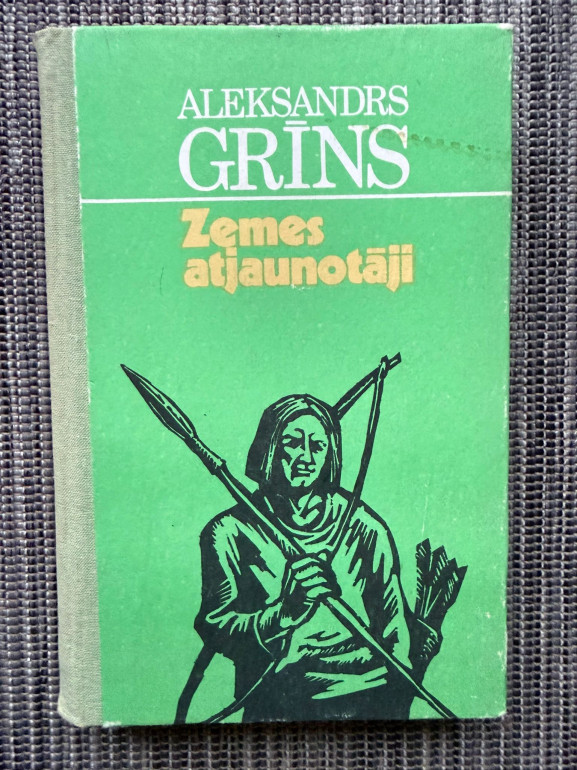 ALEKSANDRS
GRĪNS
Zemes
atjaunotāji